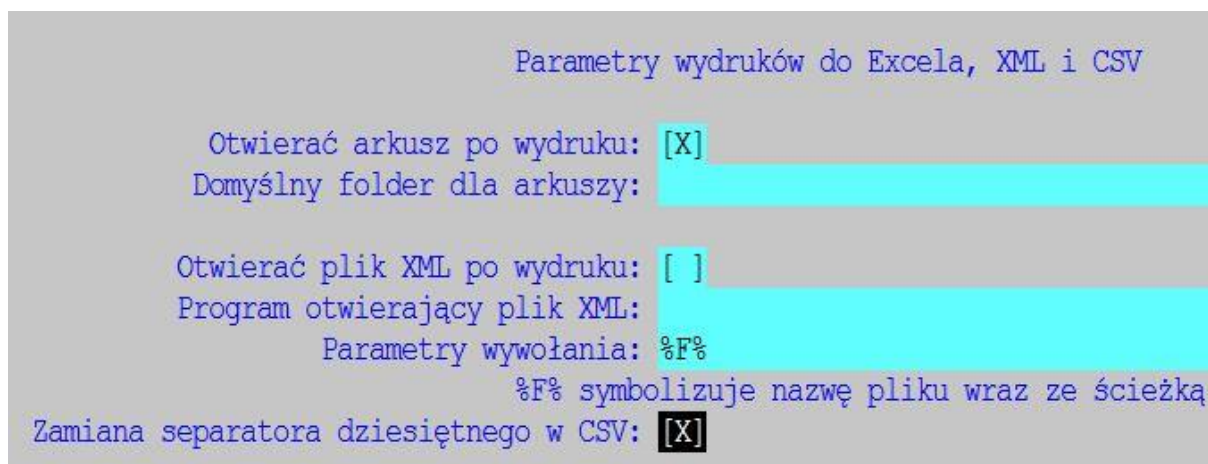 Parametry wydruków do Excela, XML i CSV
Otwierać arkusz po wydruku: [X]
Domyślny folder dla arkuszy:
Otwierać plik XML po wydruku: [ ]
Program otwierający plik XML:
Parametry wywołania: %F%
%F% symbolizuje nazwę pliku wraz ze ścieżką
Zamiana separatora dziesiętnego w CSV: [X]